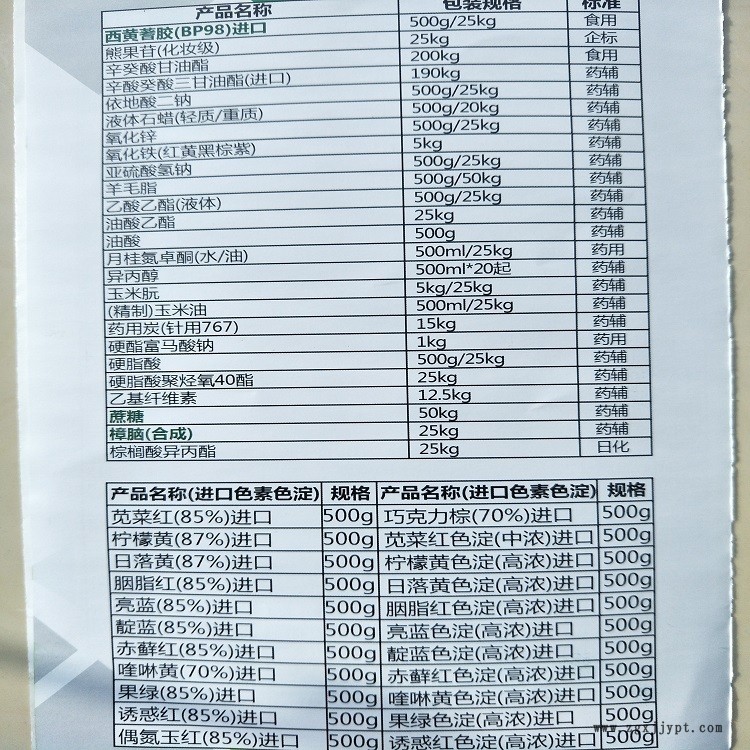 产品名称 包装规格 标准
西黄蓍胶(BP98)进口 500g/25kg 食用
熊果苷(化妆级) 25kg 企标
辛癸酸甘油酯 200kg 食用
辛酸癸酸三甘油酯(进口) 190kg 药辅
依地酸二钠 500g/25kg 药辅
液体石蜡(轻质/重质) 500g/20kg 药辅
氧化锌 500g/25kg 药辅
氧化铁(红黄黑棕紫) 5kg 药辅
亚硫酸氢钠 500g/25kg 药辅
羊毛脂 500g/50kg 药辅
乙酸乙酯(液体) 500g/25kg 药辅
油酸乙酯 25kg 药辅
油酸 500g 药辅
月桂氮卓酮(水/油) 500ml/25kg 药用
异丙醇 500ml*20起 药辅
玉米朊 5kg/25kg 药辅
(精制)玉米油 500ml/25kg 药辅
药用炭(针用767) 15kg 药辅
硬酯富马酸钠 1kg 药用
硬脂酸 500g/25kg 药辅
硬脂酸聚烃氧40酯 25kg 药辅
乙基纤维素 12.5kg 药辅
蔗糖 50kg 药辅
樟脑(合成) 25kg 药辅
棕榈酸异丙酯 25kg 日化
产品名称(进口色素色淀) 规格 产品名称(进口色素色淀) 规格
苋菜红(85%)进口 500g 巧克力棕(70%)进口 500g
柠檬黄(87%)进口 500g 苋菜红色淀(中浓)进口 500g
日落黄(87%)进口 500g 柠檬黄色淀(高浓)进口 500g
胭脂红(85%)进口 500g 日落黄色淀(高浓)进口 500g
亮蓝(85%)进口 500g 胭脂红色淀(高浓)进口 500g
靛蓝(85%)进口 500g 亮蓝色淀(高浓)进口 500g
赤藓红(85%)进口 500g 靛蓝色淀(高浓)进口 500g
喹啉黄(70%)进口 500g 赤藓红色淀(高浓)进口 500g
果绿(85%)进口 500g 喹啉黄色淀(高浓)进口 500g
诱惑红(85%)进口 500g 果绿色淀(高浓)进口 500g
偶氮玉红(85%)进口 500g 诱惑红色淀(高浓)进口 500g